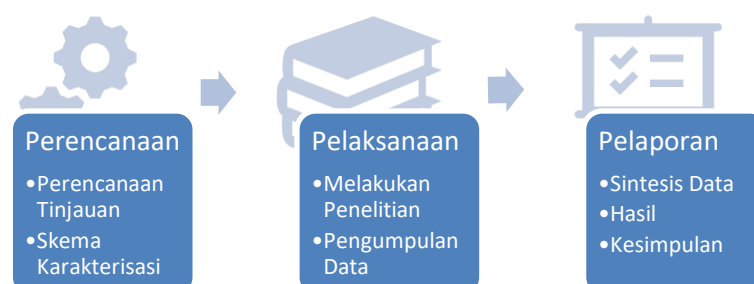 Perencanaan
•Perencanaan
Tinjauan
•Skema
Karakterisasi
Pelaksanaan
•Melakukan
Penelitian
•Pengumpulan
Data
Pelaporan
•Sintesis Data
•Hasil
•Kesimpulan